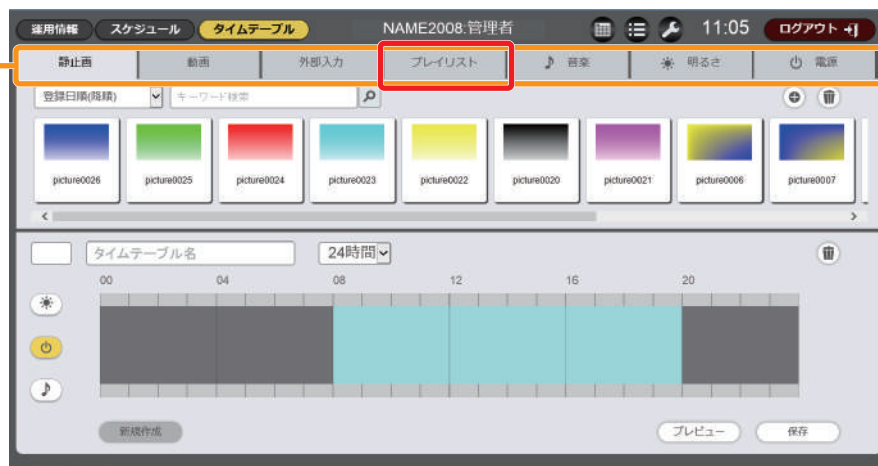 運用情報 スケジュール タイムテーブル NAME2008:管理者 11:05 ログアウト
静止画 動画 外部入力 プレイリスト 音楽 明るさ 電源
登録日順(降順) キーワード検索
picture0026 picture0025 picture0024 picture0023 picture0022 picture0020 picture0021 picture0006 picture0007
タイムテーブル名 24時間
00 04 08 12 16 20
新規作成 プレビュー 保存